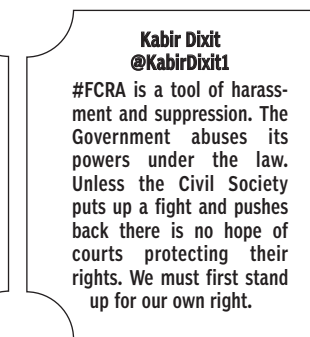 Kabir Dixit
@KabirDixit1
#FCRA is a tool of harass-
ment and suppression. The
Government abuses its
powers under the law.
Unless the Civil Society
puts up a fight and pushes
back there is no hope of
courts protecting their
rights. We must first stand
up for our own right.